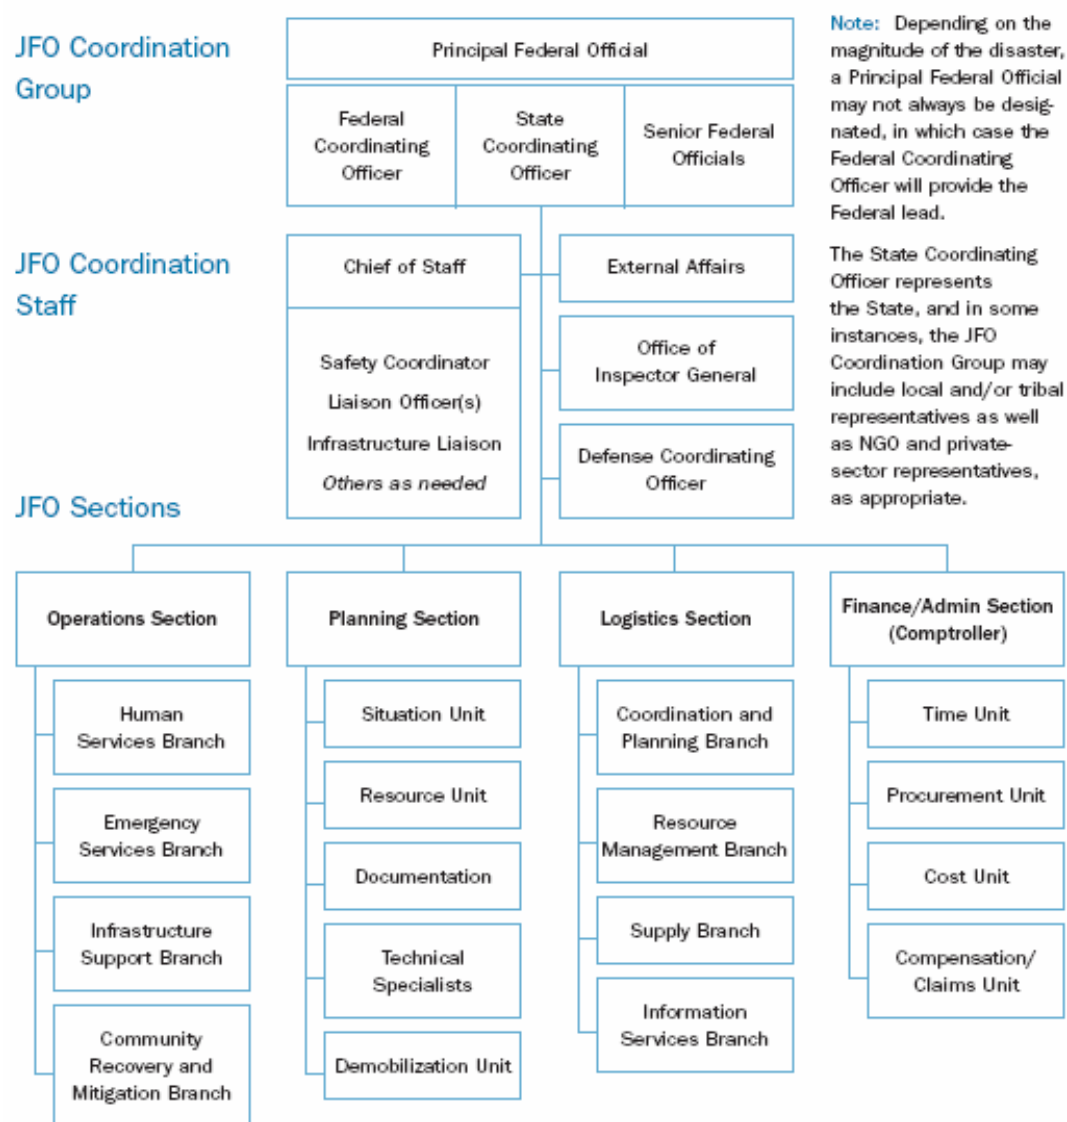 JFO Coordination
Group
Principal Federal Official
Federal
Coordinating
Officer
State
Coordinating
Officer
Senior Federal
Officials
Note: Depending on the
magnitude of the disaster,
a Principal Federal Official
may not always be desig-
nated, in which case the
Federal Coordinating
Officer will provide the
Federal lead.
The State Coordinating
Officer represents
the State, and in some
instances, the JFO
Coordination Group may
include local and/or tribal
representatives as well
as NGO and private-
sector representatives,
as appropriate.
JFO Coordination
Staff
Chief of Staff
Safety Coordinator
Liaison Officer(s)
Infrastructure Liaison
Others as needed
External Affairs
Office of
Inspector General
Defense Coordinating
Officer
JFO Sections
Operations Section
Human
Services Branch
Emergency
Services Branch
Infrastructure
Support Branch
Community
Recovery and
Mitigation Branch
Planning Section
Situation Unit
Resource Unit
Documentation
Technical
Specialists
Demobilization Unit
Logistics Section
Coordination and
Planning Branch
Resource
Management Branch
Supply Branch
Information
Services Branch
Finance/Admin Section
(Comptroller)
Time Unit
Procurement Unit
Cost Unit
Compensation/
Claims Unit